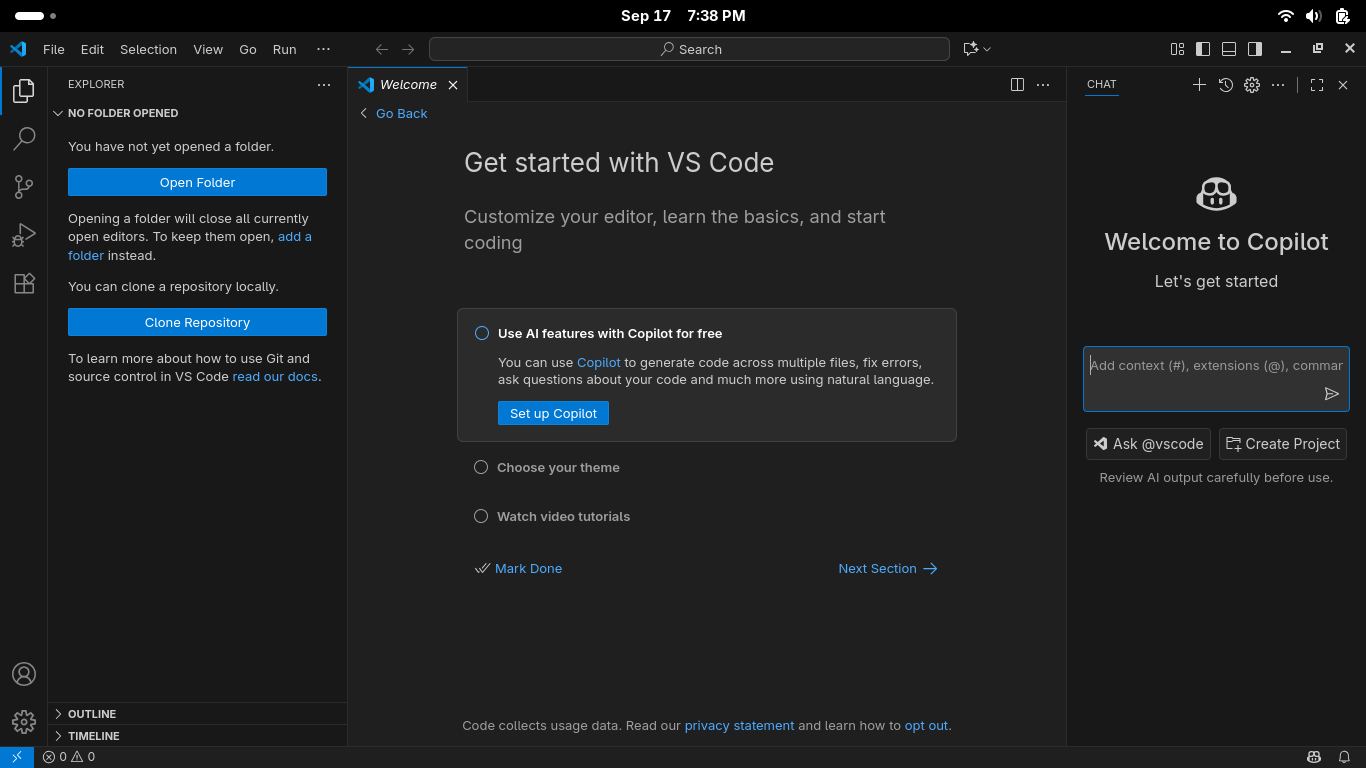 Sep 17 7:38 PM
File Edit Selection View Go Run
Search
EXPLORER
NO FOLDER OPENED
You have not yet opened a folder.
Open Folder
Opening a folder will close all currently
open editors. To keep them open, add a
folder instead.
You can clone a repository locally.
Clone Repository
To learn more about how to use Git and
source control in VS Code read our docs.
OUTLINE
TIMELINE
Welcome
Go Back
Get started with VS Code
Customize your editor, learn the basics, and start
coding
Use AI features with Copilot for free
You can use Copilot to generate code across multiple files, fix errors,
ask questions about your code and much more using natural language.
Set up Copilot
Choose your theme
Watch video tutorials
Mark Done
Next Section
Code collects usage data. Read our privacy statement and learn how to opt out.
CHAT
Welcome to Copilot
Let's get started
Add context (#), extensions (@), commar
Ask @vscode
Create Project
Review AI output carefully before use.
0 0